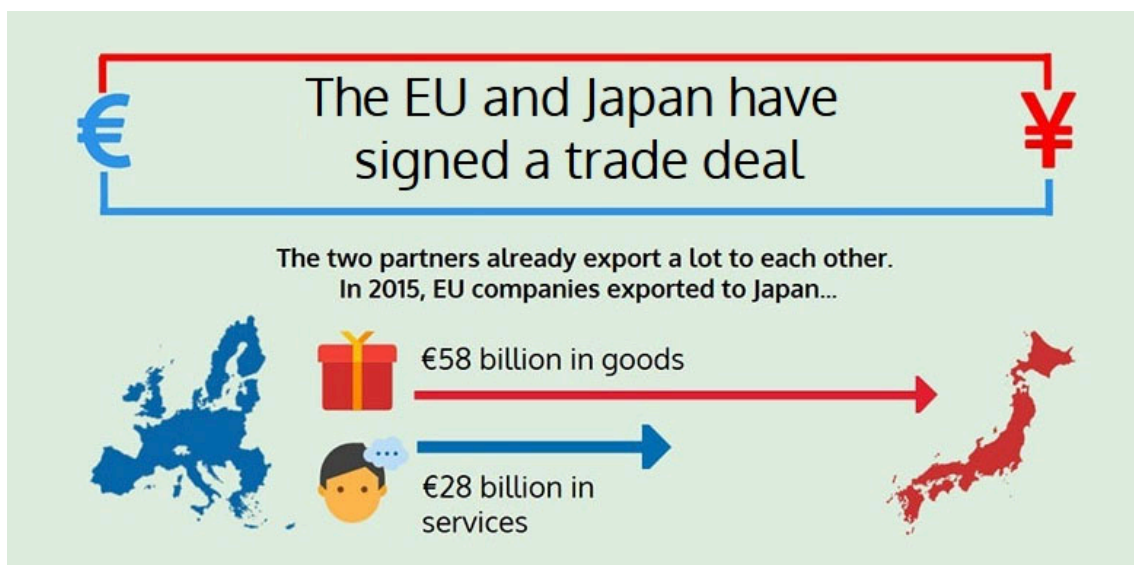 €
¥
The EU and Japan have
signed a trade deal
The two partners already export a lot to each other.
In 2015, EU companies exported to Japan...
€58 billion in goods
€28 billion in
services